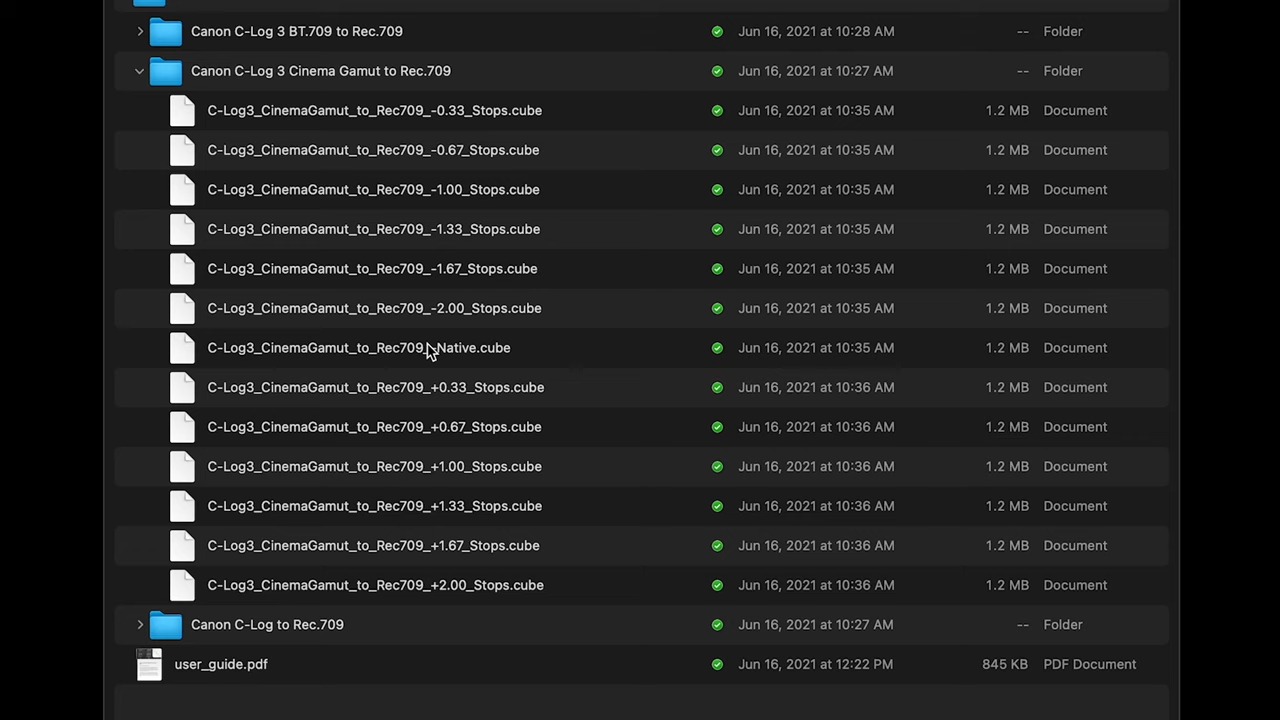 Canon C-Log 3 BT.709 to Rec.709 Jun 16, 2021 at 10:28 AM -- Folder
Canon C-Log 3 Cinema Gamut to Rec.709 Jun 16, 2021 at 10:27 AM -- Folder
C-Log3_CinemaGamut_to_Rec709_-0.33_Stops.cube Jun 16, 2021 at 10:35 AM 1.2 MB Document
C-Log3_CinemaGamut_to_Rec709_-0.67_Stops.cube Jun 16, 2021 at 10:35 AM 1.2 MB Document
C-Log3_CinemaGamut_to_Rec709_-1.00_Stops.cube Jun 16, 2021 at 10:35 AM 1.2 MB Document
C-Log3_CinemaGamut_to_Rec709_-1.33_Stops.cube Jun 16, 2021 at 10:35 AM 1.2 MB Document
C-Log3_CinemaGamut_to_Rec709_-1.67_Stops.cube Jun 16, 2021 at 10:35 AM 1.2 MB Document
C-Log3_CinemaGamut_to_Rec709_-2.00_Stops.cube Jun 16, 2021 at 10:35 AM 1.2 MB Document
C-Log3_CinemaGamut_to_Rec709_-Native.cube Jun 16, 2021 at 10:35 AM 1.2 MB Document
C-Log3_CinemaGamut_to_Rec709_+0.33_Stops.cube Jun 16, 2021 at 10:36 AM 1.2 MB Document
C-Log3_CinemaGamut_to_Rec709_+0.67_Stops.cube Jun 16, 2021 at 10:36 AM 1.2 MB Document
C-Log3_CinemaGamut_to_Rec709_+1.00_Stops.cube Jun 16, 2021 at 10:36 AM 1.2 MB Document
C-Log3_CinemaGamut_to_Rec709_+1.33_Stops.cube Jun 16, 2021 at 10:36 AM 1.2 MB Document
C-Log3_CinemaGamut_to_Rec709_+1.67_Stops.cube Jun 16, 2021 at 10:36 AM 1.2 MB Document
C-Log3_CinemaGamut_to_Rec709_+2.00_Stops.cube Jun 16, 2021 at 10:36 AM 1.2 MB Document
Canon C-Log to Rec.709 Jun 16, 2021 at 10:27 AM -- Folder
user_guide.pdf Jun 16, 2021 at 12:22 PM 845 KB PDF Document